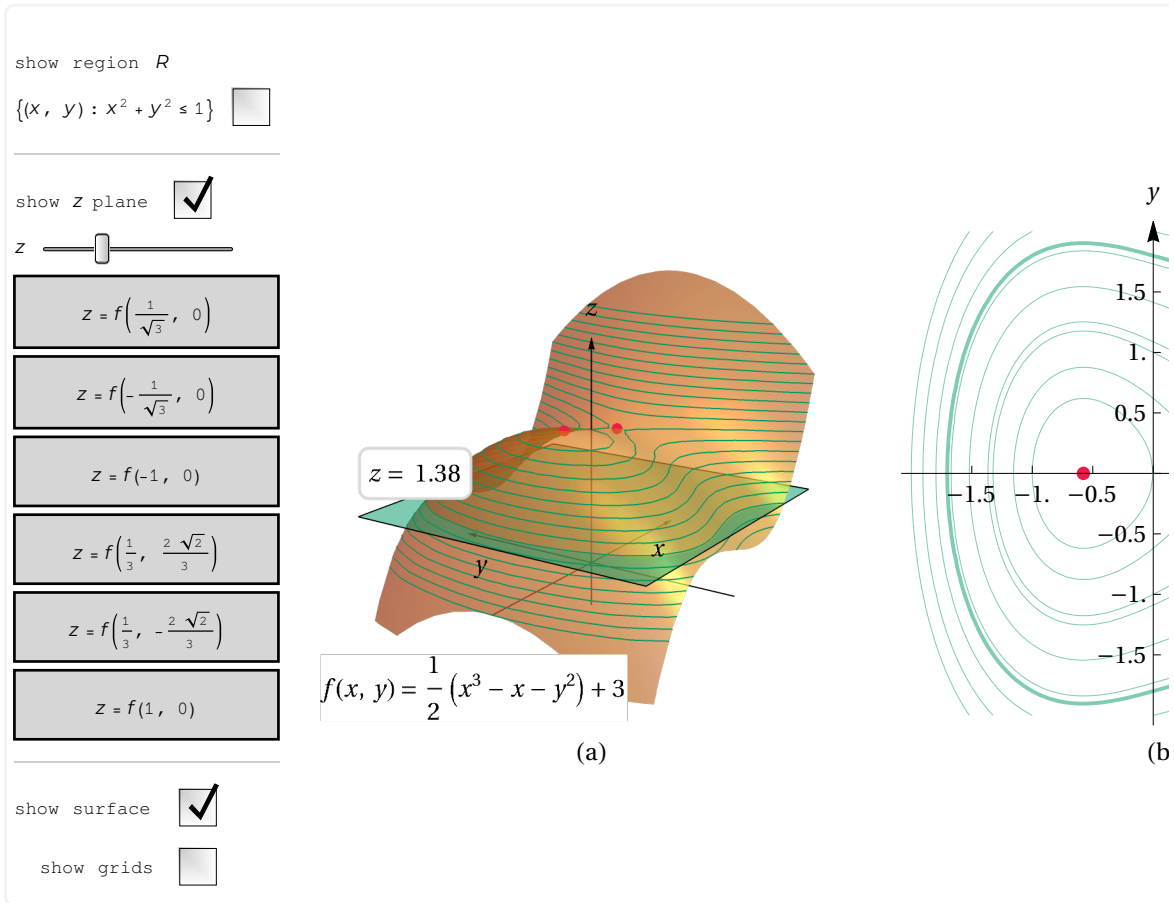 show region R
{(x, y) : x² + y² ≤ 1}
show z plane
z
z = f(1/√3, 0)
z = f(-1/√3, 0)
z = f(-1, 0)
z = f(1/3, 2√2/3)
z = f(1/3, -2√2/3)
z = f(1, 0)
show surface
show grids
z
z = 1.38
x
y
f(x, y) = 1/2 (x³ − x − y²) + 3
(a)
y
1.5
1.
0.5
−1.5 −1. −0.5
−0.5
−1.
−1.5
(b